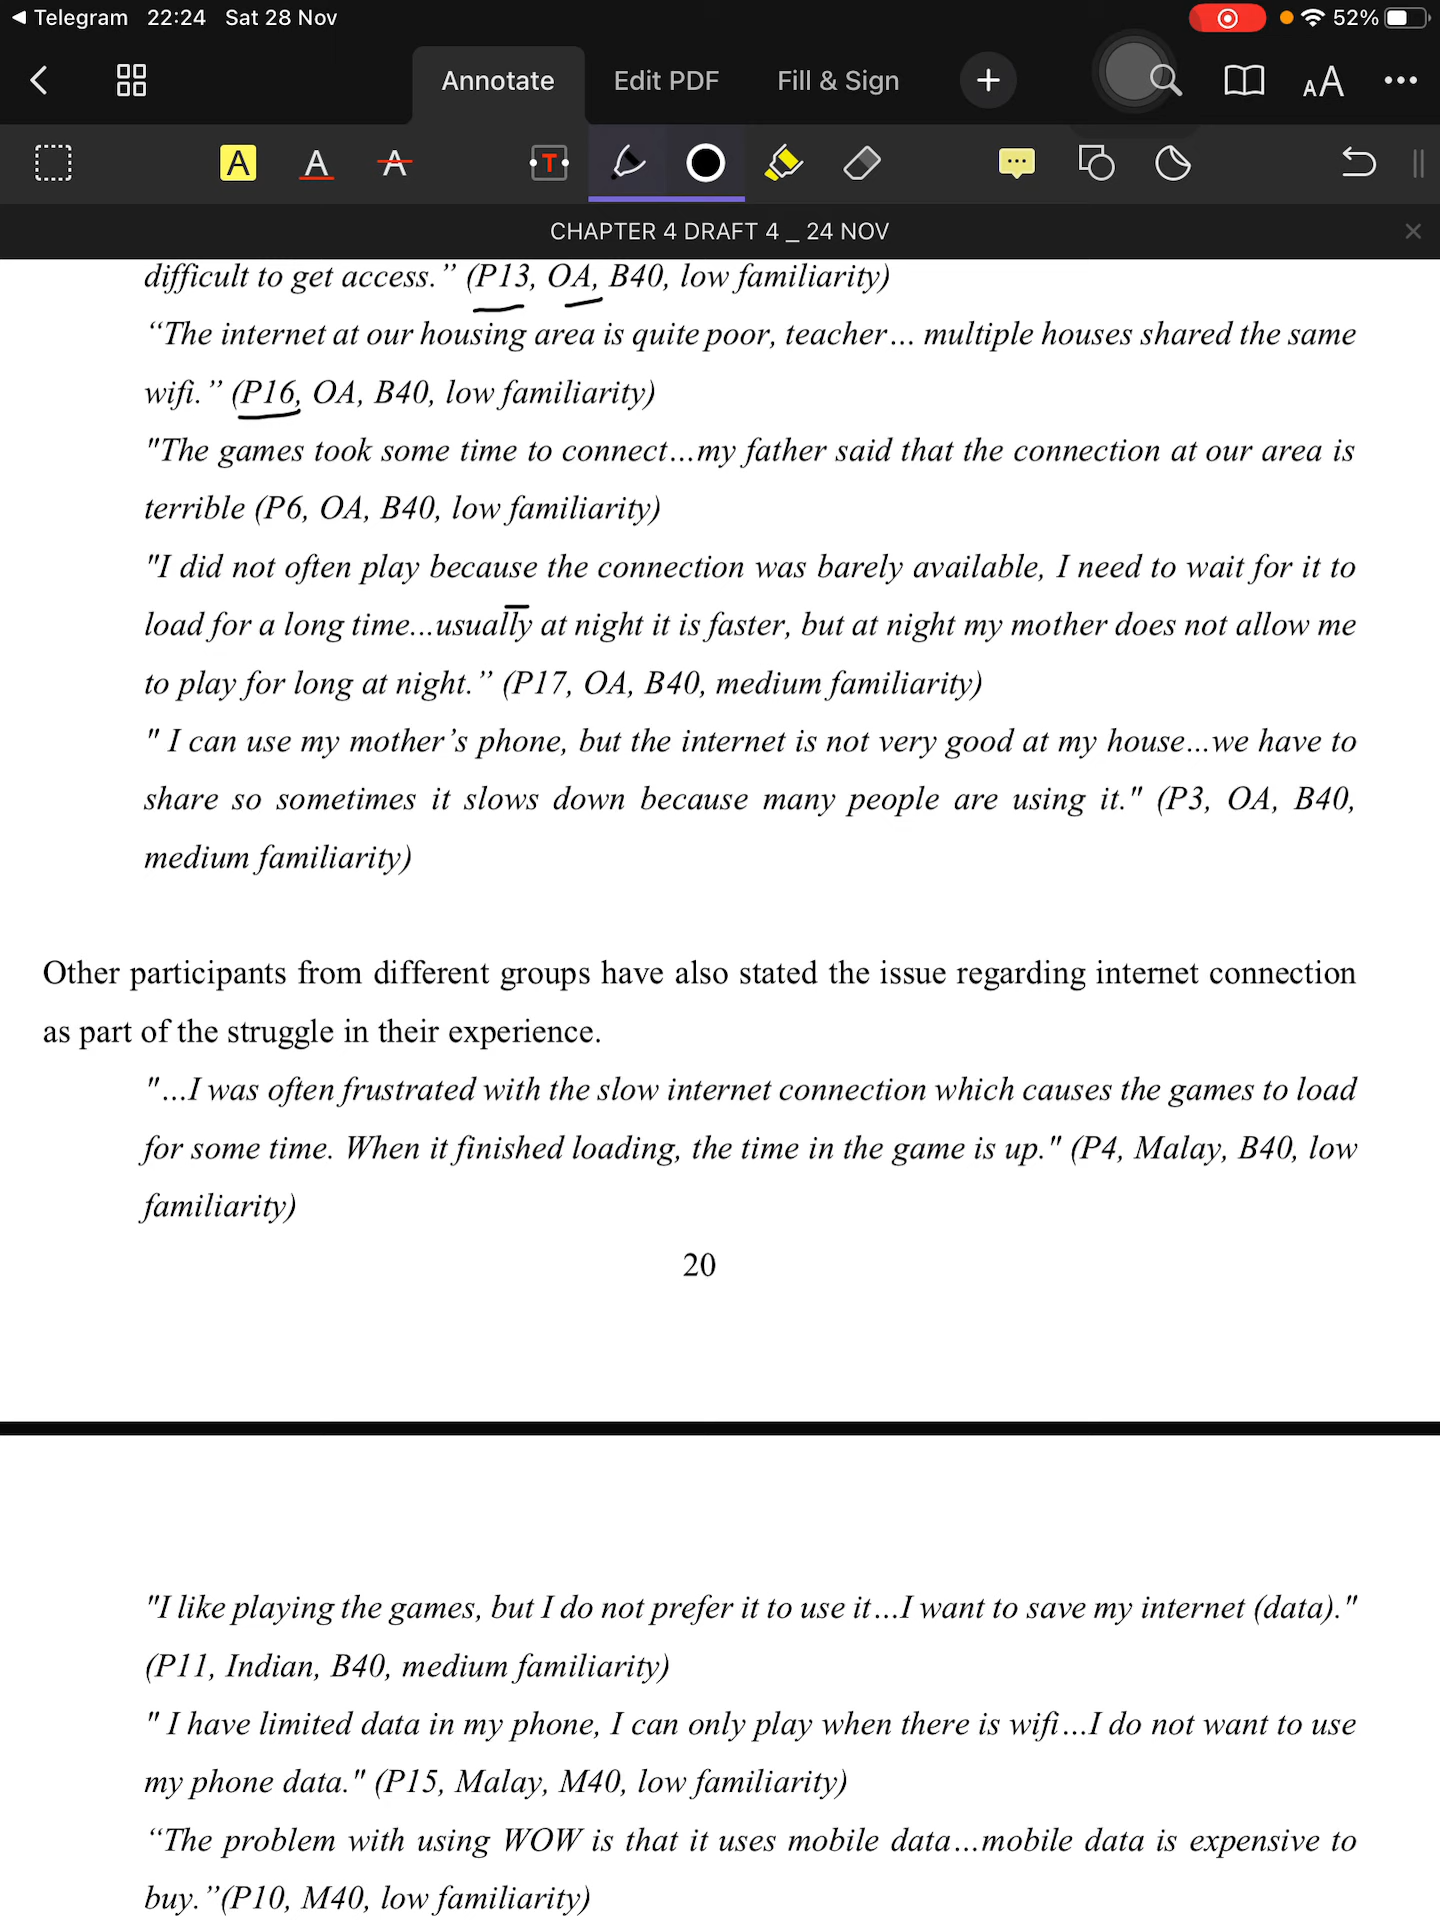 Telegram 22:24 Sat 28 Nov 52%
Annotate Edit PDF Fill & Sign
CHAPTER 4 DRAFT 4 _ 24 NOV
difficult to get access.” (P13, OA, B40, low familiarity)
“The internet at our housing area is quite poor, teacher… multiple houses shared the same
wifi.” (P16, OA, B40, low familiarity)
"The games took some time to connect...my father said that the connection at our area is
terrible (P6, OA, B40, low familiarity)
"I did not often play because the connection was barely available, I need to wait for it to
load for a long time...usually at night it is faster, but at night my mother does not allow me
to play for long at night.” (P17, OA, B40, medium familiarity)
" I can use my mother’s phone, but the internet is not very good at my house...we have to
share so sometimes it slows down because many people are using it." (P3, OA, B40,
medium familiarity)
Other participants from different groups have also stated the issue regarding internet connection
as part of the struggle in their experience.
"...I was often frustrated with the slow internet connection which causes the games to load
for some time. When it finished loading, the time in the game is up." (P4, Malay, B40, low
familiarity)
20
"I like playing the games, but I do not prefer it to use it…I want to save my internet (data)."
(P11, Indian, B40, medium familiarity)
" I have limited data in my phone, I can only play when there is wifi…I do not want to use
my phone data." (P15, Malay, M40, low familiarity)
“The problem with using WOW is that it uses mobile data…mobile data is expensive to
buy.”(P10, M40, low familiarity)